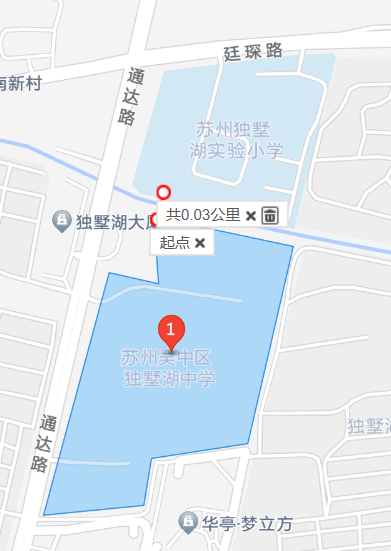 廷琛路
南新村
通达路
苏州独墅
湖实验小学
共0.03公里
独墅湖大
起点
1
苏州吴中区
独墅湖中学
通达路
独墅
华亭·梦立方